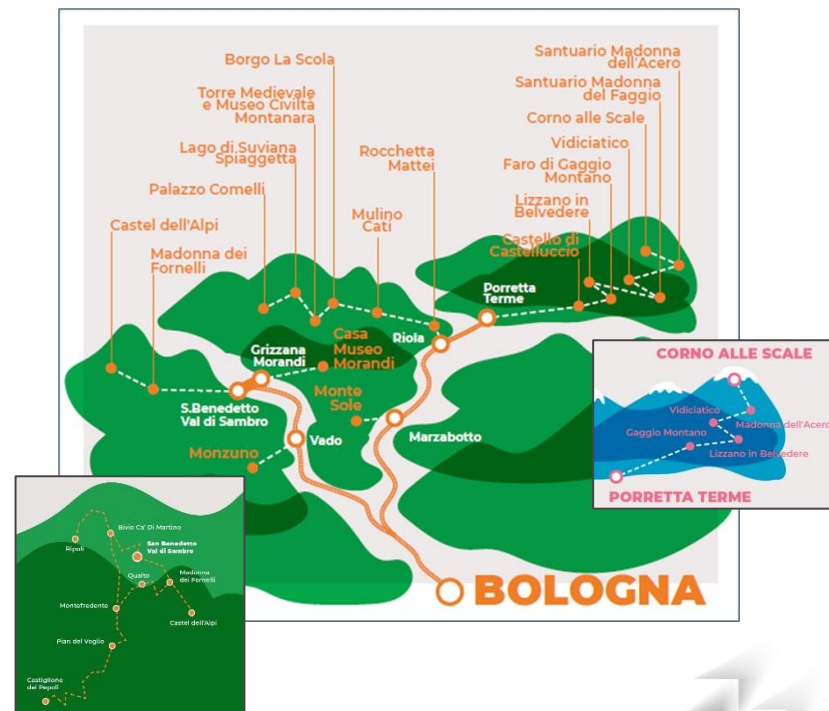 Santuario Madonna
dell'Acero
Borgo La Scola
Santuario Madonna
del Faggio
Torre Medievale
e Museo Civiltà
Montanara
Corno alle Scale
Lago di Suviana
Spiaggetta
Rocchetta
Mattei
Vidiciatico
Faro di Gaggio
Montano
Palazzo Comelli
Lizzano in
Belvedere
Castel dell'Alpi
Mulino
Cati
Castello di
Castelluccio
Madonna dei
Fornelli
Porretta
Terme
Casa
Museo
Morandi
Riola
Grizzana
Morandi
Monte
Sole
S.Benedetto
Val di Sambro
Vado
Marzabotto
Monzuno
BOLOGNA
CORNO ALLE SCALE
Vidiciatico
Madonna dell'Acero
Gaggio Montano
Lizzano in Belvedere
PORRETTA TERME
Bivio Ca' Di Martino
Ripoli
San Benedetto
Val di Sambro
Qualto
Madonna
dei Fornelli
Montefredente
Castel dell'Alpi
Pian del Voglio
Castiglione
dei Pepoli